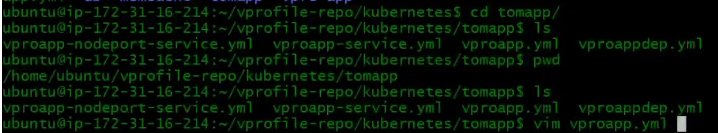 ubuntu@ip-172-31-16-214:~/vprofile-repo/kubernetes$ cd tomapp/
ubuntu@ip-172-31-16-214:~/vprofile-repo/kubernetes/tomapp$ ls
vproapp-nodeport-service.yml vproapp-service.yml vproapp.yml vproappdep.yml
ubuntu@ip-172-31-16-214:~/vprofile-repo/kubernetes/tomapp$ pwd
/home/ubuntu/vprofile-repo/kubernetes/tomapp
ubuntu@ip-172-31-16-214:~/vprofile-repo/kubernetes/tomapp$ ls
vproapp-nodeport-service.yml vproapp-service.yml vproapp.yml vproappdep.yml
ubuntu@ip-172-31-16-214:~/vprofile-repo/kubernetes/tomapp$ vim vproapp.yml